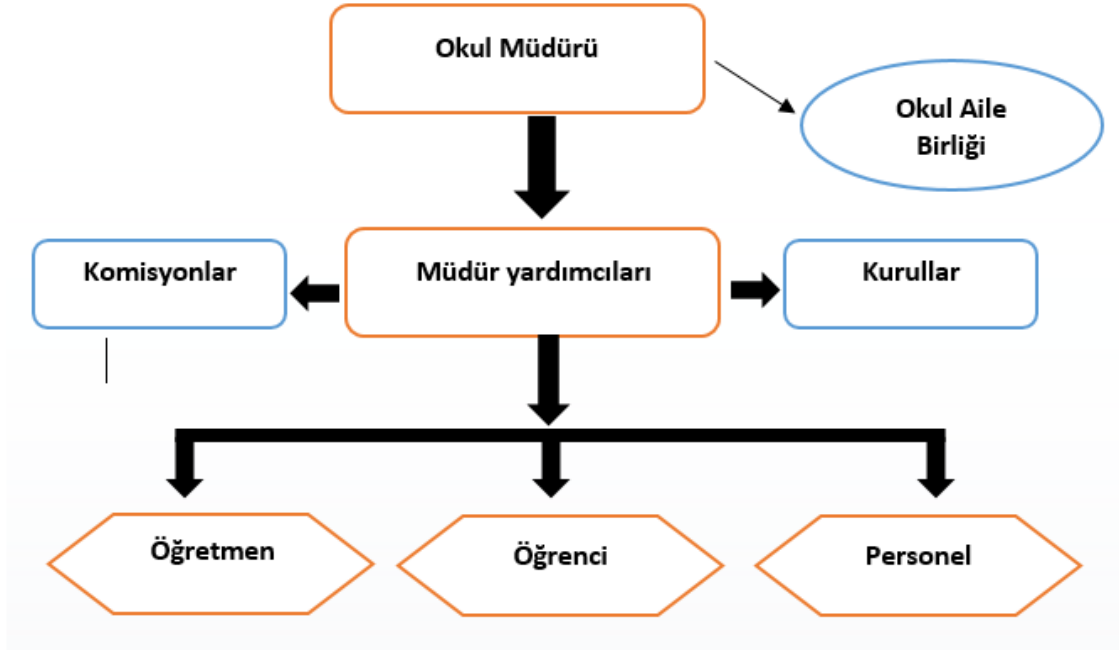 Okul Müdürü
Okul Aile
Birliği
Komisyonlar
Müdür yardımcıları
Kurullar
Öğretmen
Öğrenci
Personel